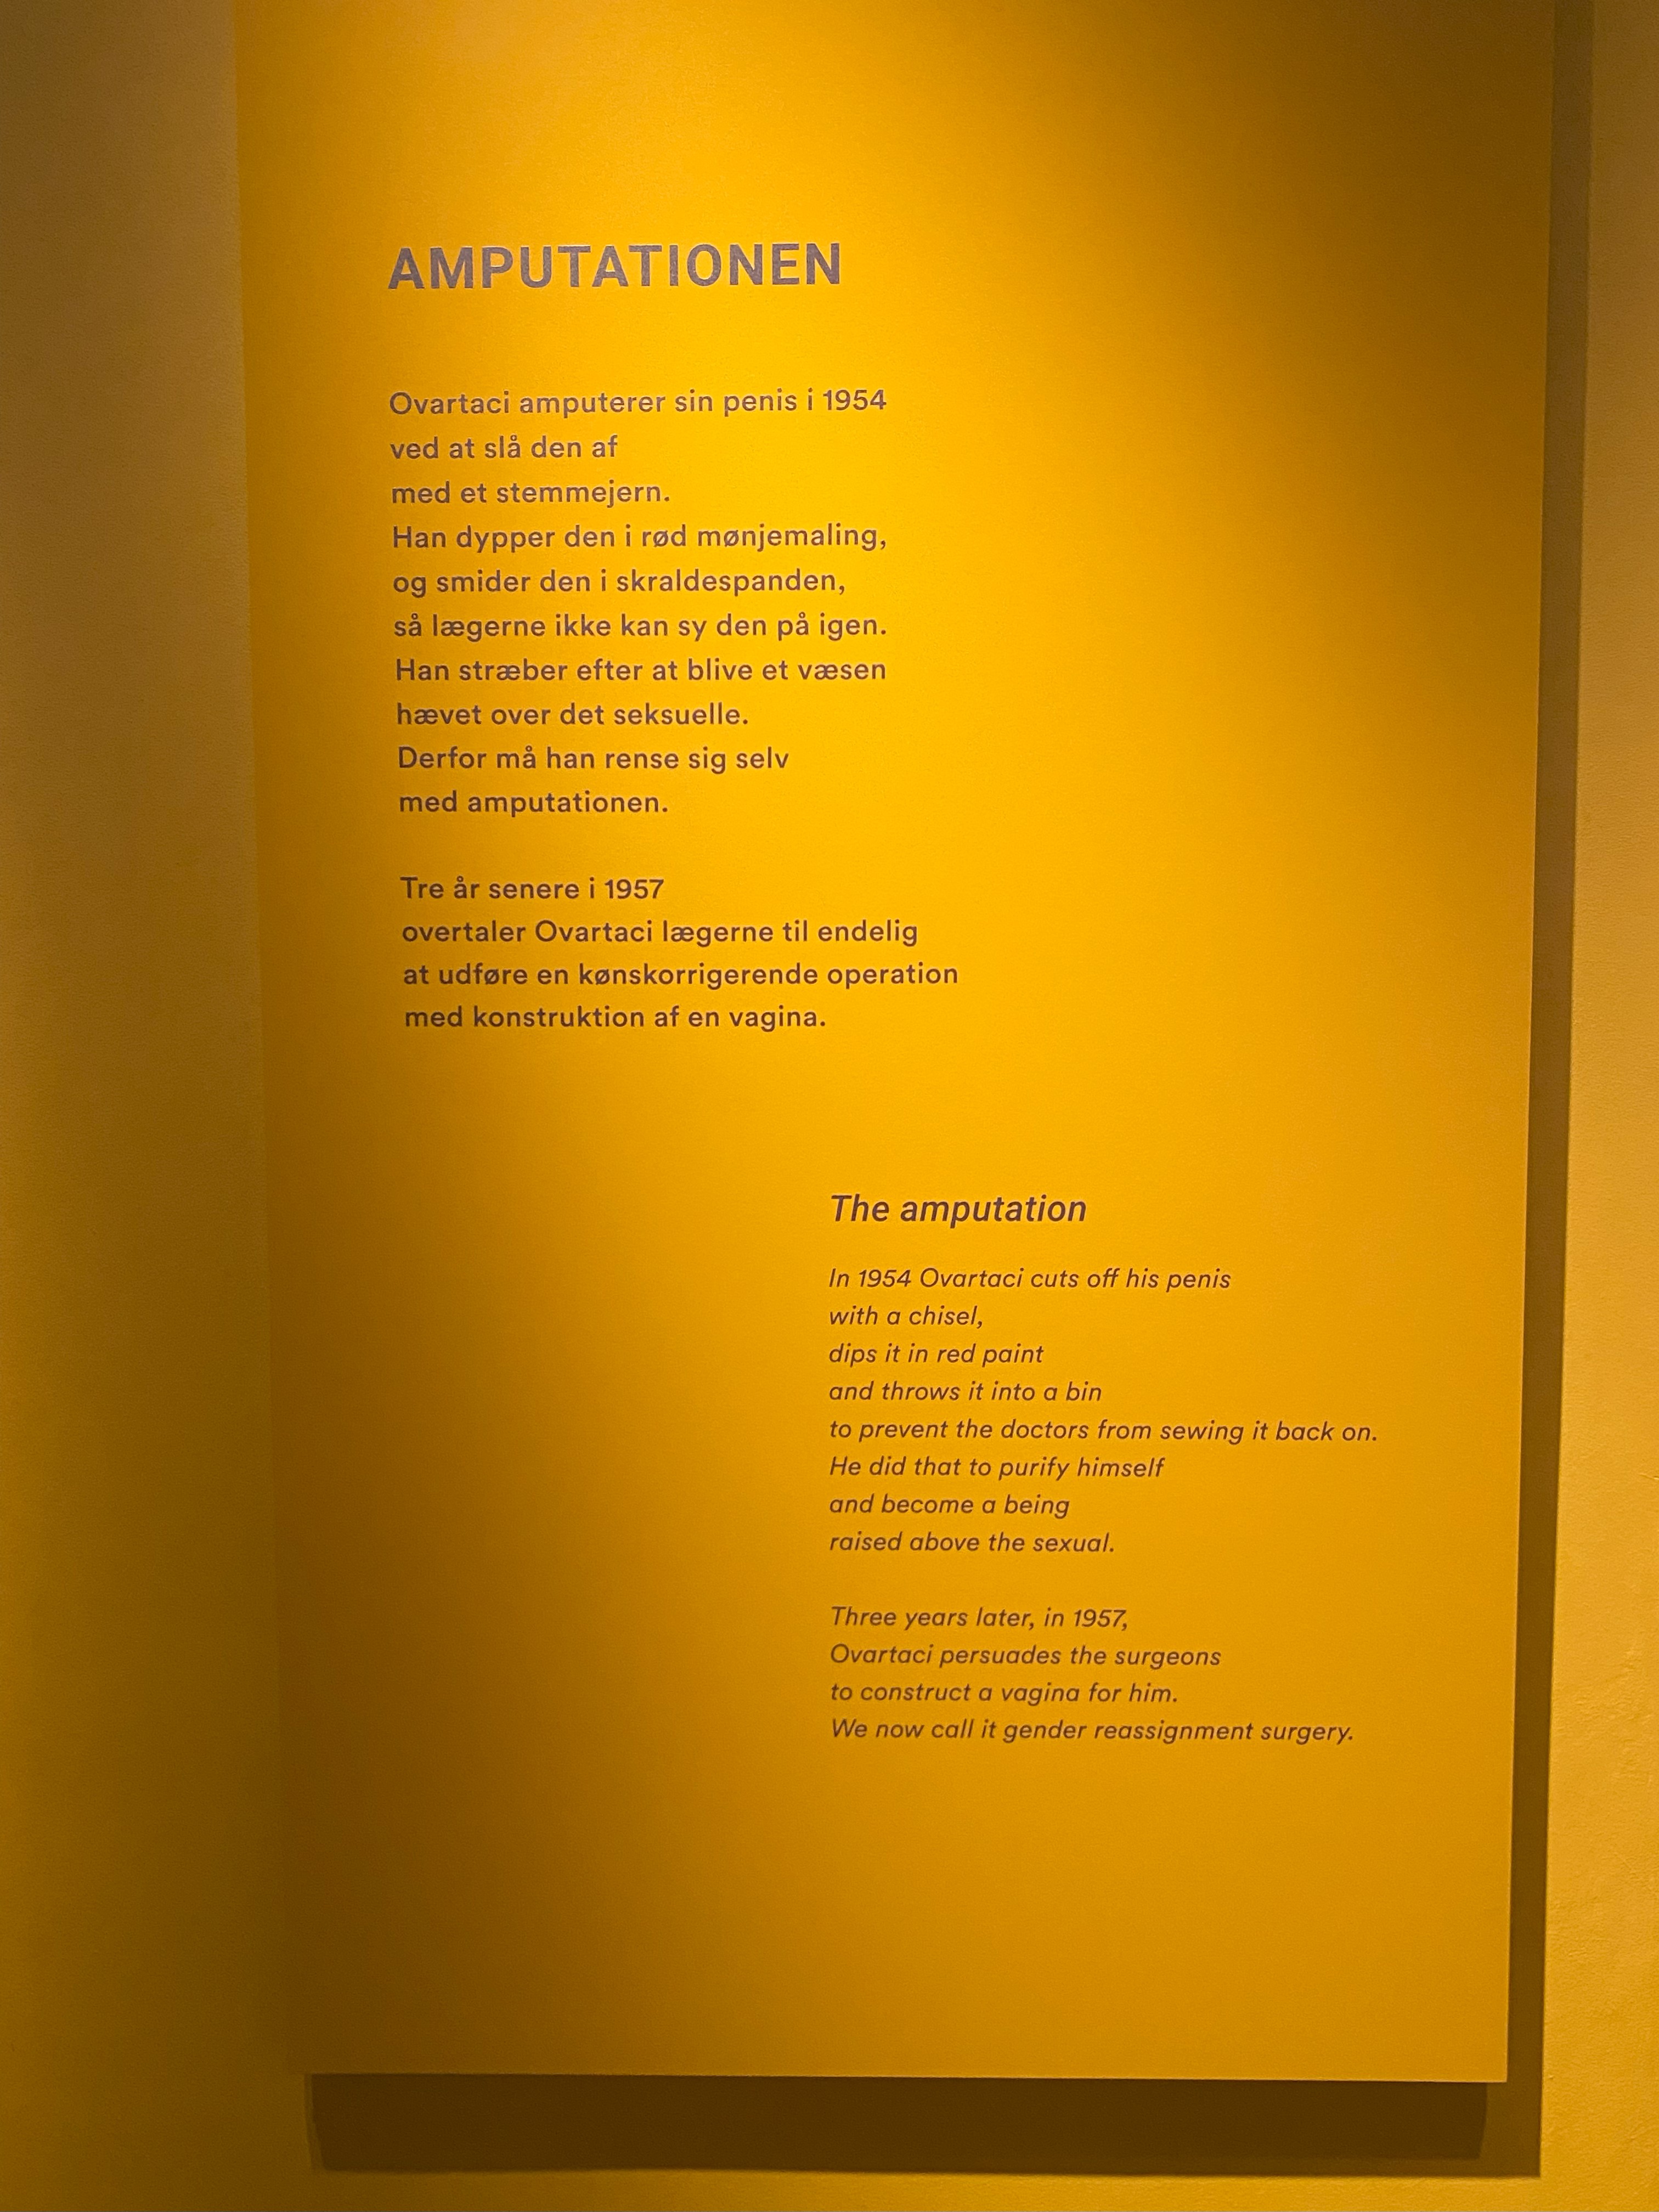 AMPUTATIONEN
Ovartaci amputerer sin penis i 1954
ved at slå den af
med et stemmejern.
Han dypper den i rød mønjemaling,
og smider den i skraldespanden,
så lægerne ikke kan sy den på igen.
Han stræber efter at blive et væsen
hævet over det seksuelle.
Derfor må han rense sig selv
med amputationen.
Tre år senere i 1957
overtaler Ovartaci lægerne til endelig
at udføre en kønskorrigerende operation
med konstruktion af en vagina.
The amputation
In 1954 Ovartaci cuts off his penis
with a chisel,
dips it in red paint
and throws it into a bin
to prevent the doctors from sewing it back on.
He did that to purify himself
and become a being
raised above the sexual.
Three years later, in 1957,
Ovartaci persuades the surgeons
to construct a vagina for him.
We now call it gender reassignment surgery.